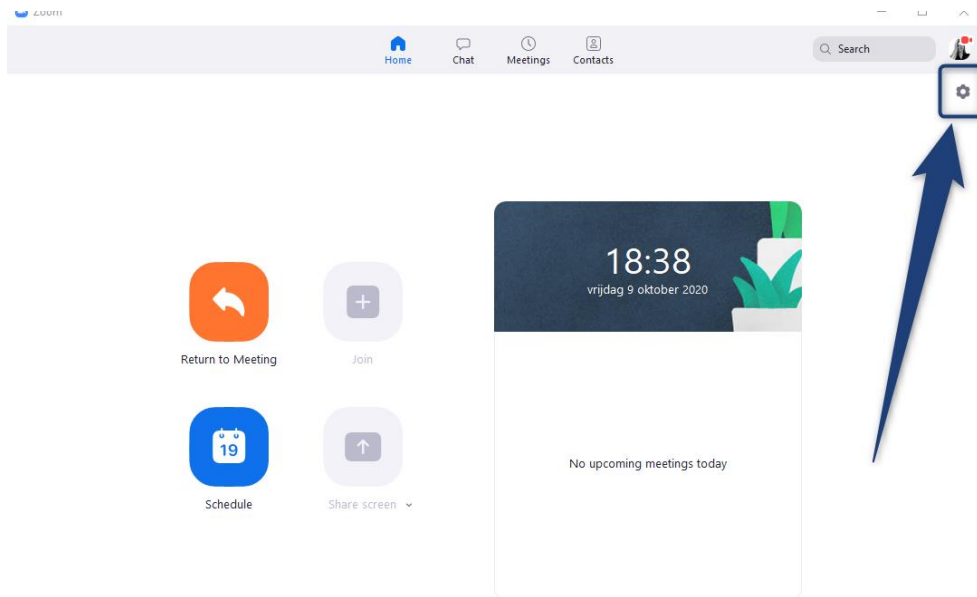 Zoom
Home
Chat
Meetings
Contacts
Search
18:38
vrijdag 9 oktober 2020
Return to Meeting
Join
19
Schedule
Share screen
No upcoming meetings today